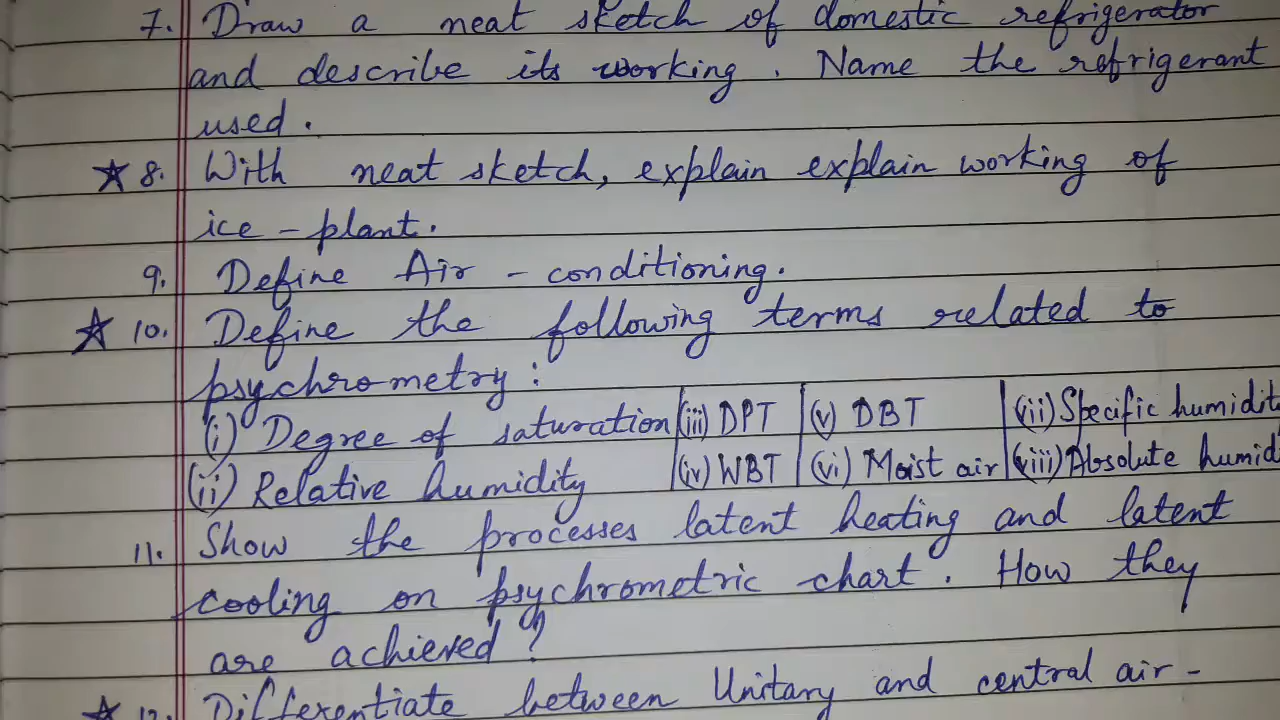 7. Draw a neat sketch of domestic refrigerator
and describe its working. Name the refrigerant
used.
★ 8. With neat sketch, explain explain working of
ice - plant.
9. Define Air - conditioning.
★ 10. Define the following terms related to
psychrometry :
(i) Degree of saturation (iii) DPT (v) DBT (vii) Specific humidit
(ii) Relative humidity (iv) WBT (vi) Moist air (viii) Absolute humid
11. Show the processes latent heating and latent
cooling on psychrometric chart. How they
are achieved ?
★ 12. Differentiate between Unitary and central air -